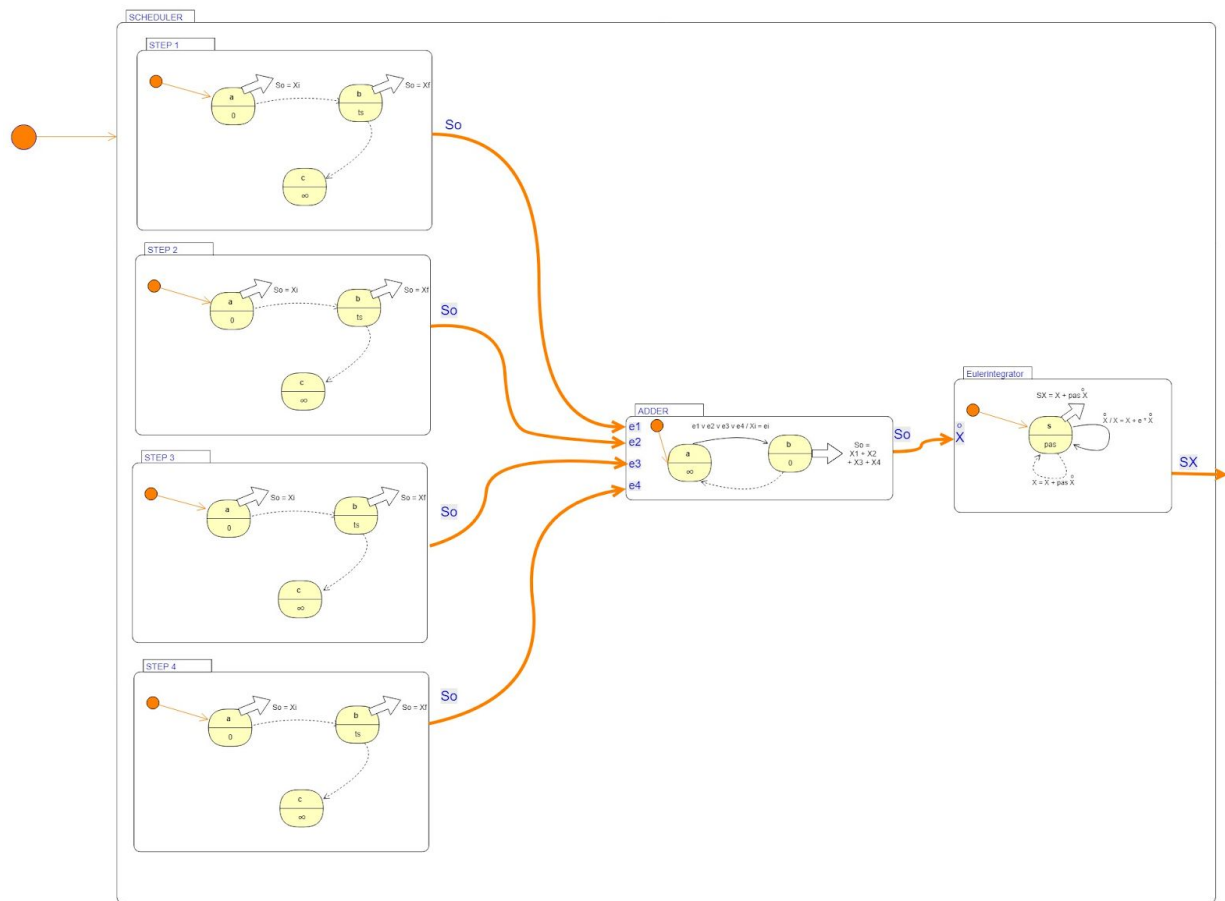 SCHEDULER
STEP 1
a
0
So = Xi
b
ts
So = Xf
c
∞
So
STEP 2
a
0
So = Xi
b
ts
So = Xf
c
∞
So
STEP 3
a
0
So = Xi
b
ts
So = Xf
c
∞
So
STEP 4
a
0
So = Xi
b
ts
So = Xf
c
∞
So
ADDER
e1
e2
e3
e4
e1 v e2 v e3 v e4 / Xi = ei
a
∞
b
0
So =
X1 + X2
+ X3 + X4
So
EulerIntegrator
Ẋ
SX = X + pas Ẋ
s
pas
Ẋ / X = X + e * Ẋ
X = X + pas Ẋ
SX